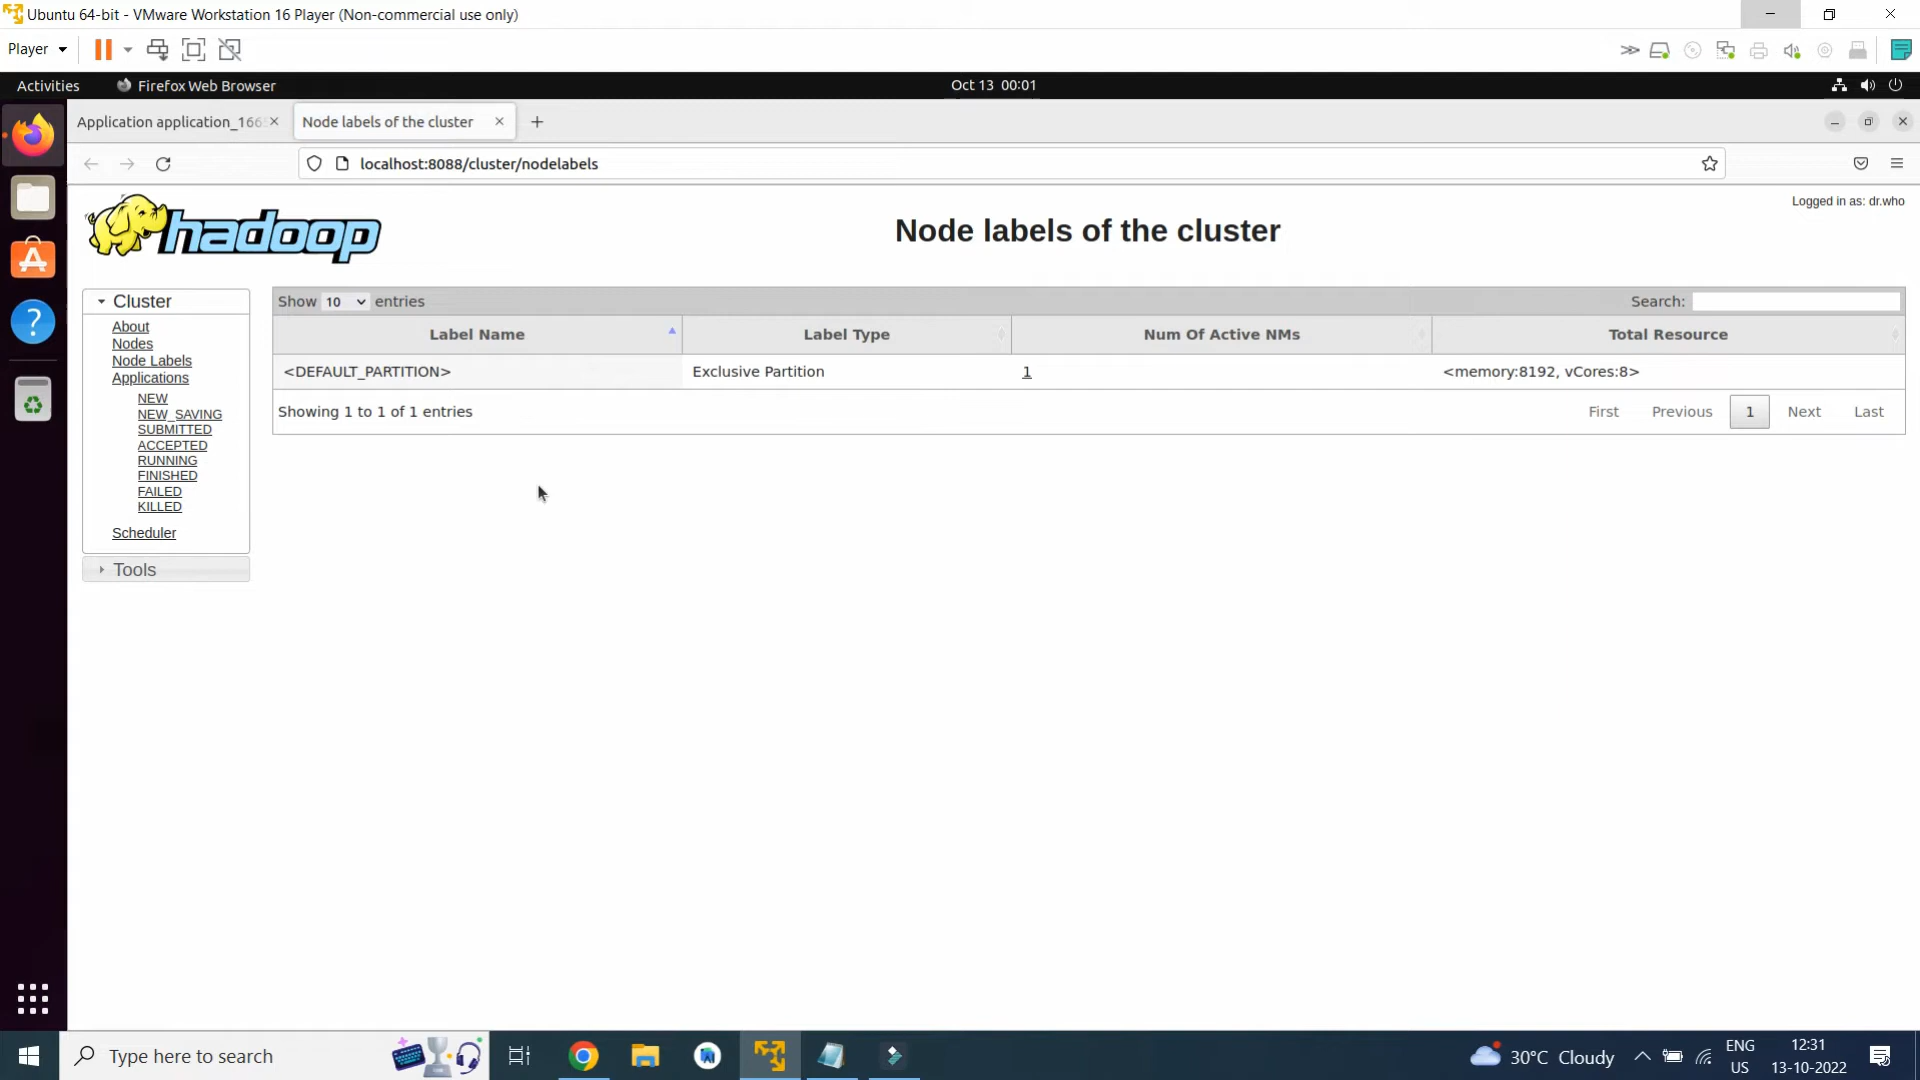 Ubuntu 64-bit - VMware Workstation 16 Player (Non-commercial use only)
Player
Activities
Firefox Web Browser
Oct 13 00:01
Application application_166
Node labels of the cluster
localhost:8088/cluster/nodelabels
Logged in as: dr.who
hadoop
Node labels of the cluster
Cluster
About
Nodes
Node Labels
Applications
NEW
NEW_SAVING
SUBMITTED
ACCEPTED
RUNNING
FINISHED
FAILED
KILLED
Scheduler
Tools
Show 10 entries
Search:
Label Name
Label Type
Num Of Active NMs
Total Resource
<DEFAULT_PARTITION>
Exclusive Partition
1
<memory:8192, vCores:8>
Showing 1 to 1 of 1 entries
First
Previous
1
Next
Last
Type here to search
30°C Cloudy
ENG
US
12:31
13-10-2022